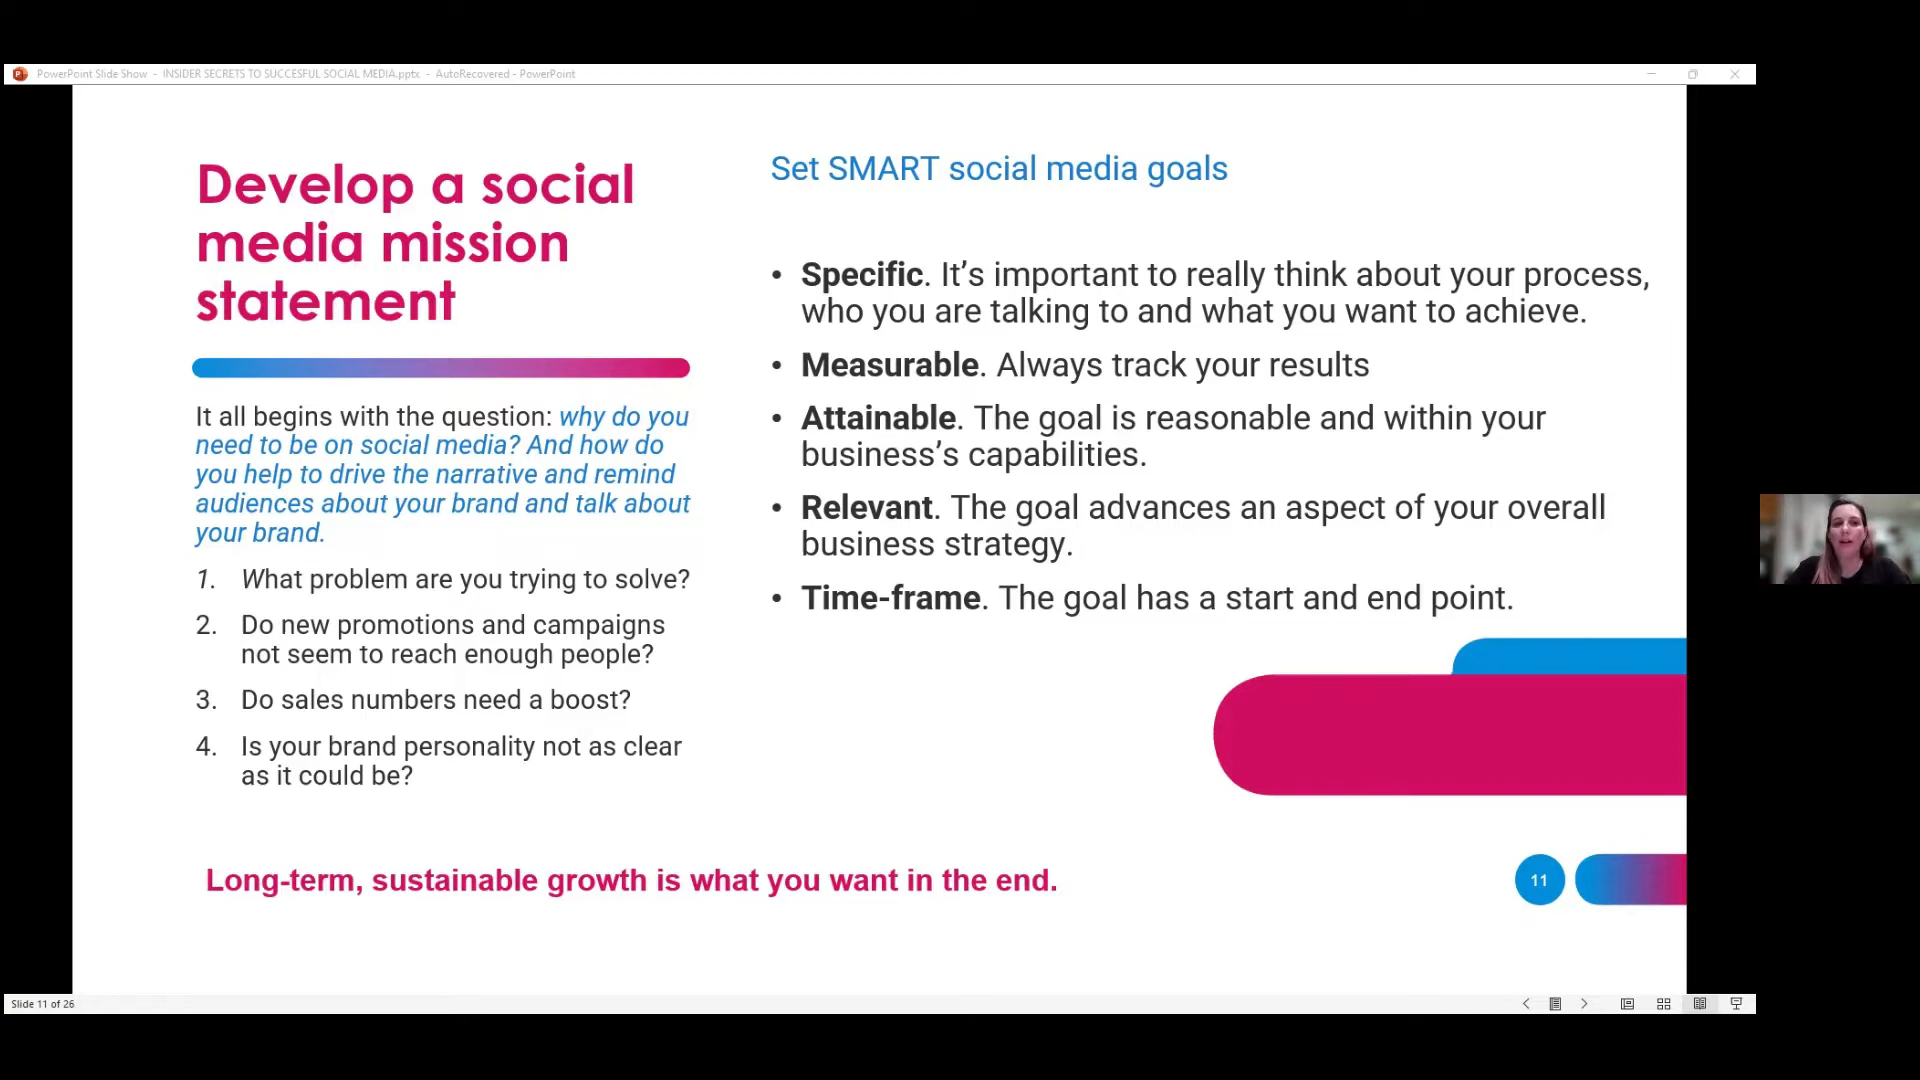 PowerPoint Slide Show - INSIDER SECRETS TO SUCCESFUL SOCIAL MEDIA.pptx - AutoRecovered - PowerPoint
Develop a social
media mission
statement
It all begins with the question: why do you
need to be on social media? And how do
you help to drive the narrative and remind
audiences about your brand and talk about
your brand.
1. What problem are you trying to solve?
2. Do new promotions and campaigns
not seem to reach enough people?
3. Do sales numbers need a boost?
4. Is your brand personality not as clear
as it could be?
Set SMART social media goals
• Specific. It’s important to really think about your process,
who you are talking to and what you want to achieve.
• Measurable. Always track your results
• Attainable. The goal is reasonable and within your
business’s capabilities.
• Relevant. The goal advances an aspect of your overall
business strategy.
• Time-frame. The goal has a start and end point.
Long-term, sustainable growth is what you want in the end.
11
Slide 11 of 26